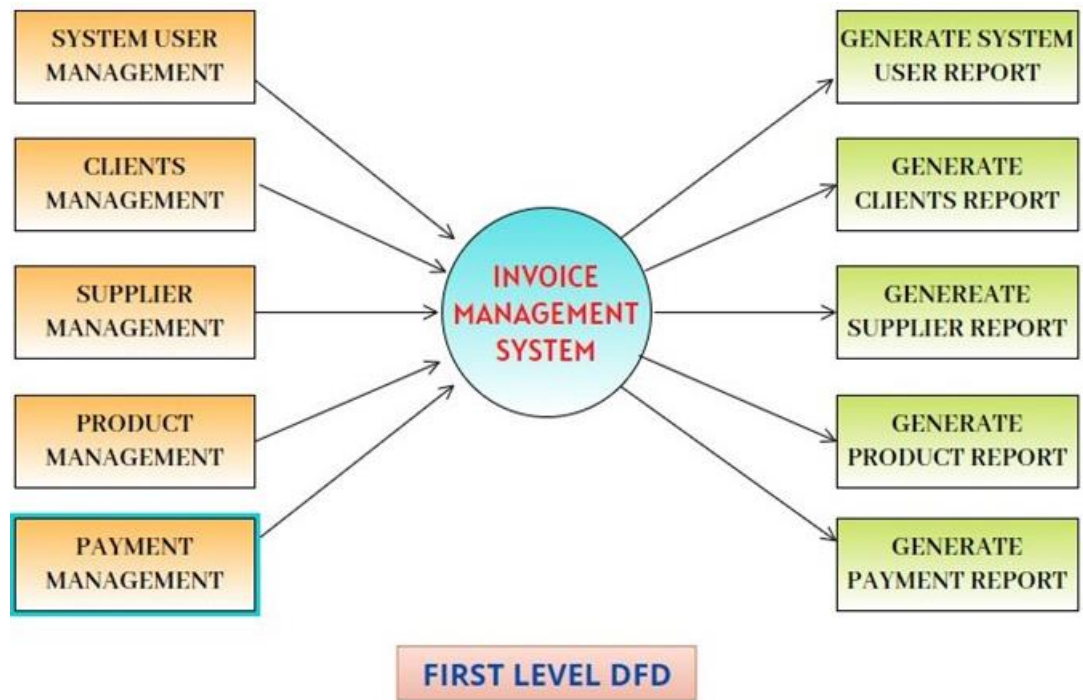 SYSTEM USER
MANAGEMENT
CLIENTS
MANAGEMENT
SUPPLIER
MANAGEMENT
PRODUCT
MANAGEMENT
PAYMENT
MANAGEMENT
INVOICE
MANAGEMENT
SYSTEM
GENERATE SYSTEM
USER REPORT
GENERATE
CLIENTS REPORT
GENEREATE
SUPPLIER REPORT
GENERATE
PRODUCT REPORT
GENERATE
PAYMENT REPORT
FIRST LEVEL DFD